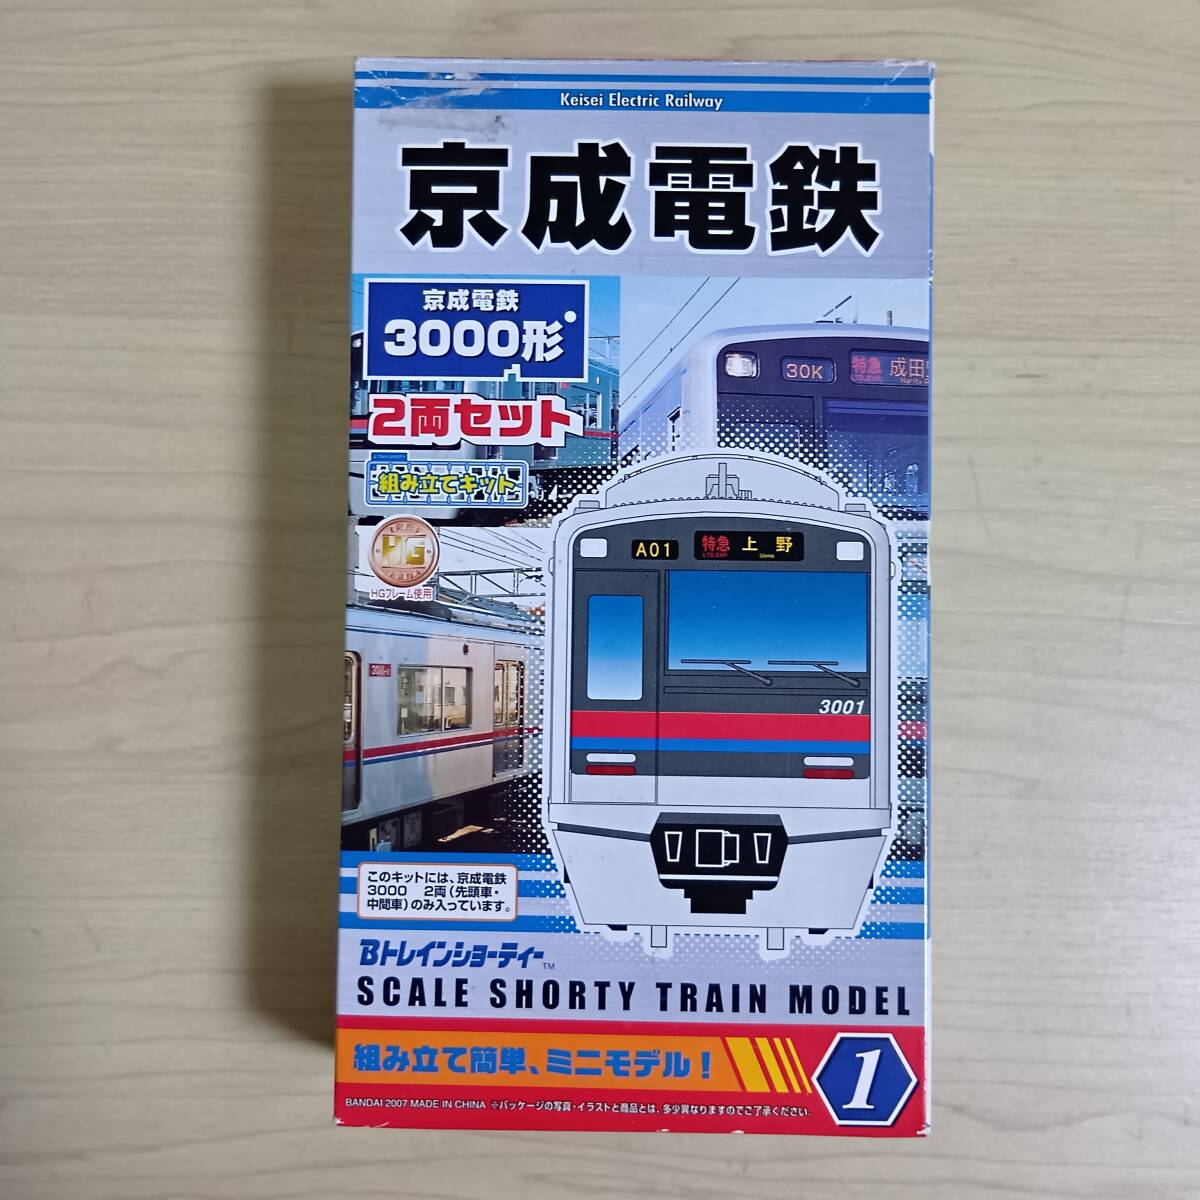 Keisei Electric Railway
京成電鉄
京成電鉄
3000形
2両セット
組み立てキット
HG
HGフレーム使用
30K
特急
成田
A01
特急
LTD.EXP.
上野
Ueno
3001
このキットには、京成電鉄
3000　2両(先頭車・
中間車)のみ入っています。
Bトレインショーティー™
SCALE SHORTY TRAIN MODEL
組み立て簡単、ミニモデル!
1
BANDAI 2007 MADE IN CHINA ※パッケージの写真・イラストと商品とは、多少異なりますのでご了承ください。